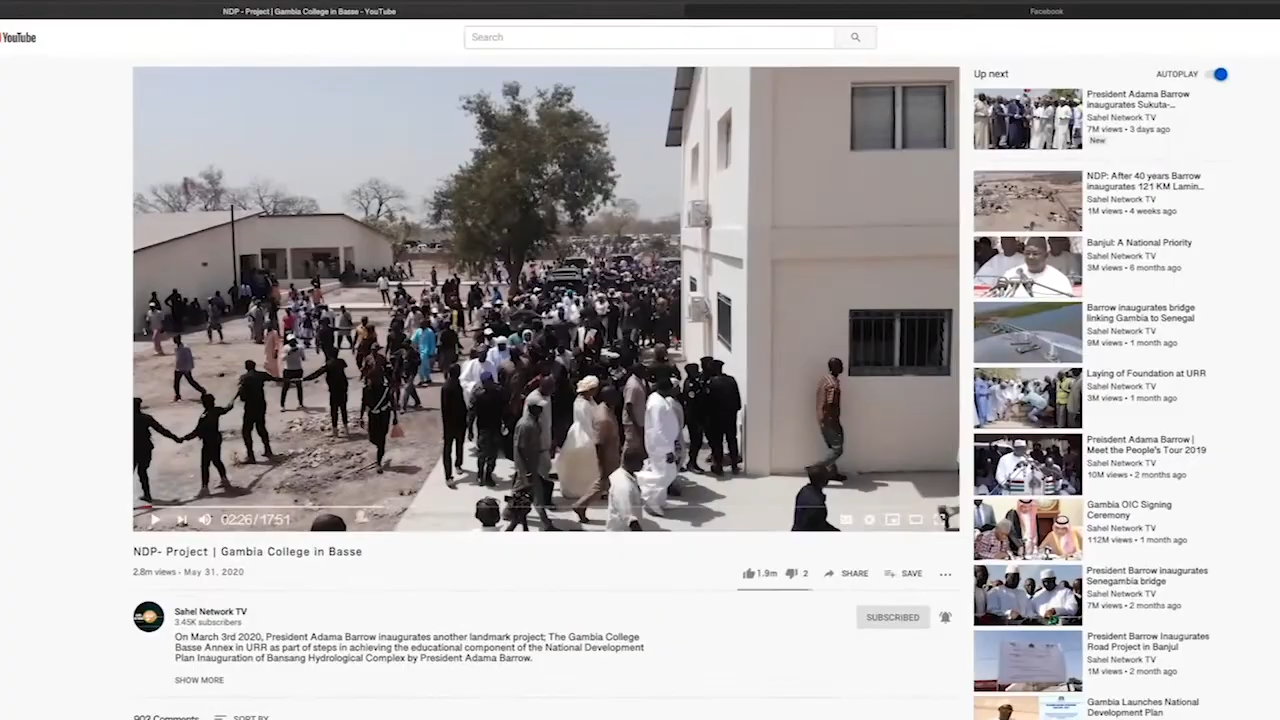 NDP - Project | Gambia College in Basse - YouTube
Facebook
YouTube
Search
02:26/17:51
NDP- Project | Gambia College in Basse
2.8m views • May 31, 2020
1.9m
2
SHARE
SAVE
Sahel Network TV
3.45K subscribers
SUBSCRIBED
On March 3rd 2020, President Adama Barrow inaugurates another landmark project; The Gambia College
Basse Annex in URR as part of steps in achieving the educational component of the National Development
Plan Inauguration of Bansang Hydrological Complex by President Adama Barrow.
SHOW MORE
903 Comments
SORT BY
Up next
AUTOPLAY
President Adama Barrow
inaugurates Sukuta-...
Sahel Network TV
7M views • 3 days ago
New
NDP: After 40 years Barrow
inaugurates 121 KM Lamin...
Sahel Network TV
1M views • 4 weeks ago
Banjul: A National Priority
Sahel Network TV
3M views • 6 months ago
Barrow inaugurates bridge
linking Gambia to Senegal
Sahel Network TV
9M views • 1 month ago
Laying of Foundation at URR
Sahel Network TV
3M views • 1 month ago
President Adama Barrow |
Meet the People's Tour 2019
Sahel Network TV
10M views • 2 months ago
Gambia OIC Signing
Ceremony
Sahel Network TV
112M views • 1 month ago
President Barrow inaugurates
Senegambia bridge
Sahel Network TV
7M views • 2 months ago
President Barrow Inaugurates
Road Project in Banjul
Sahel Network TV
1M views • 2 month ago
Gambia Launches National
Development Plan